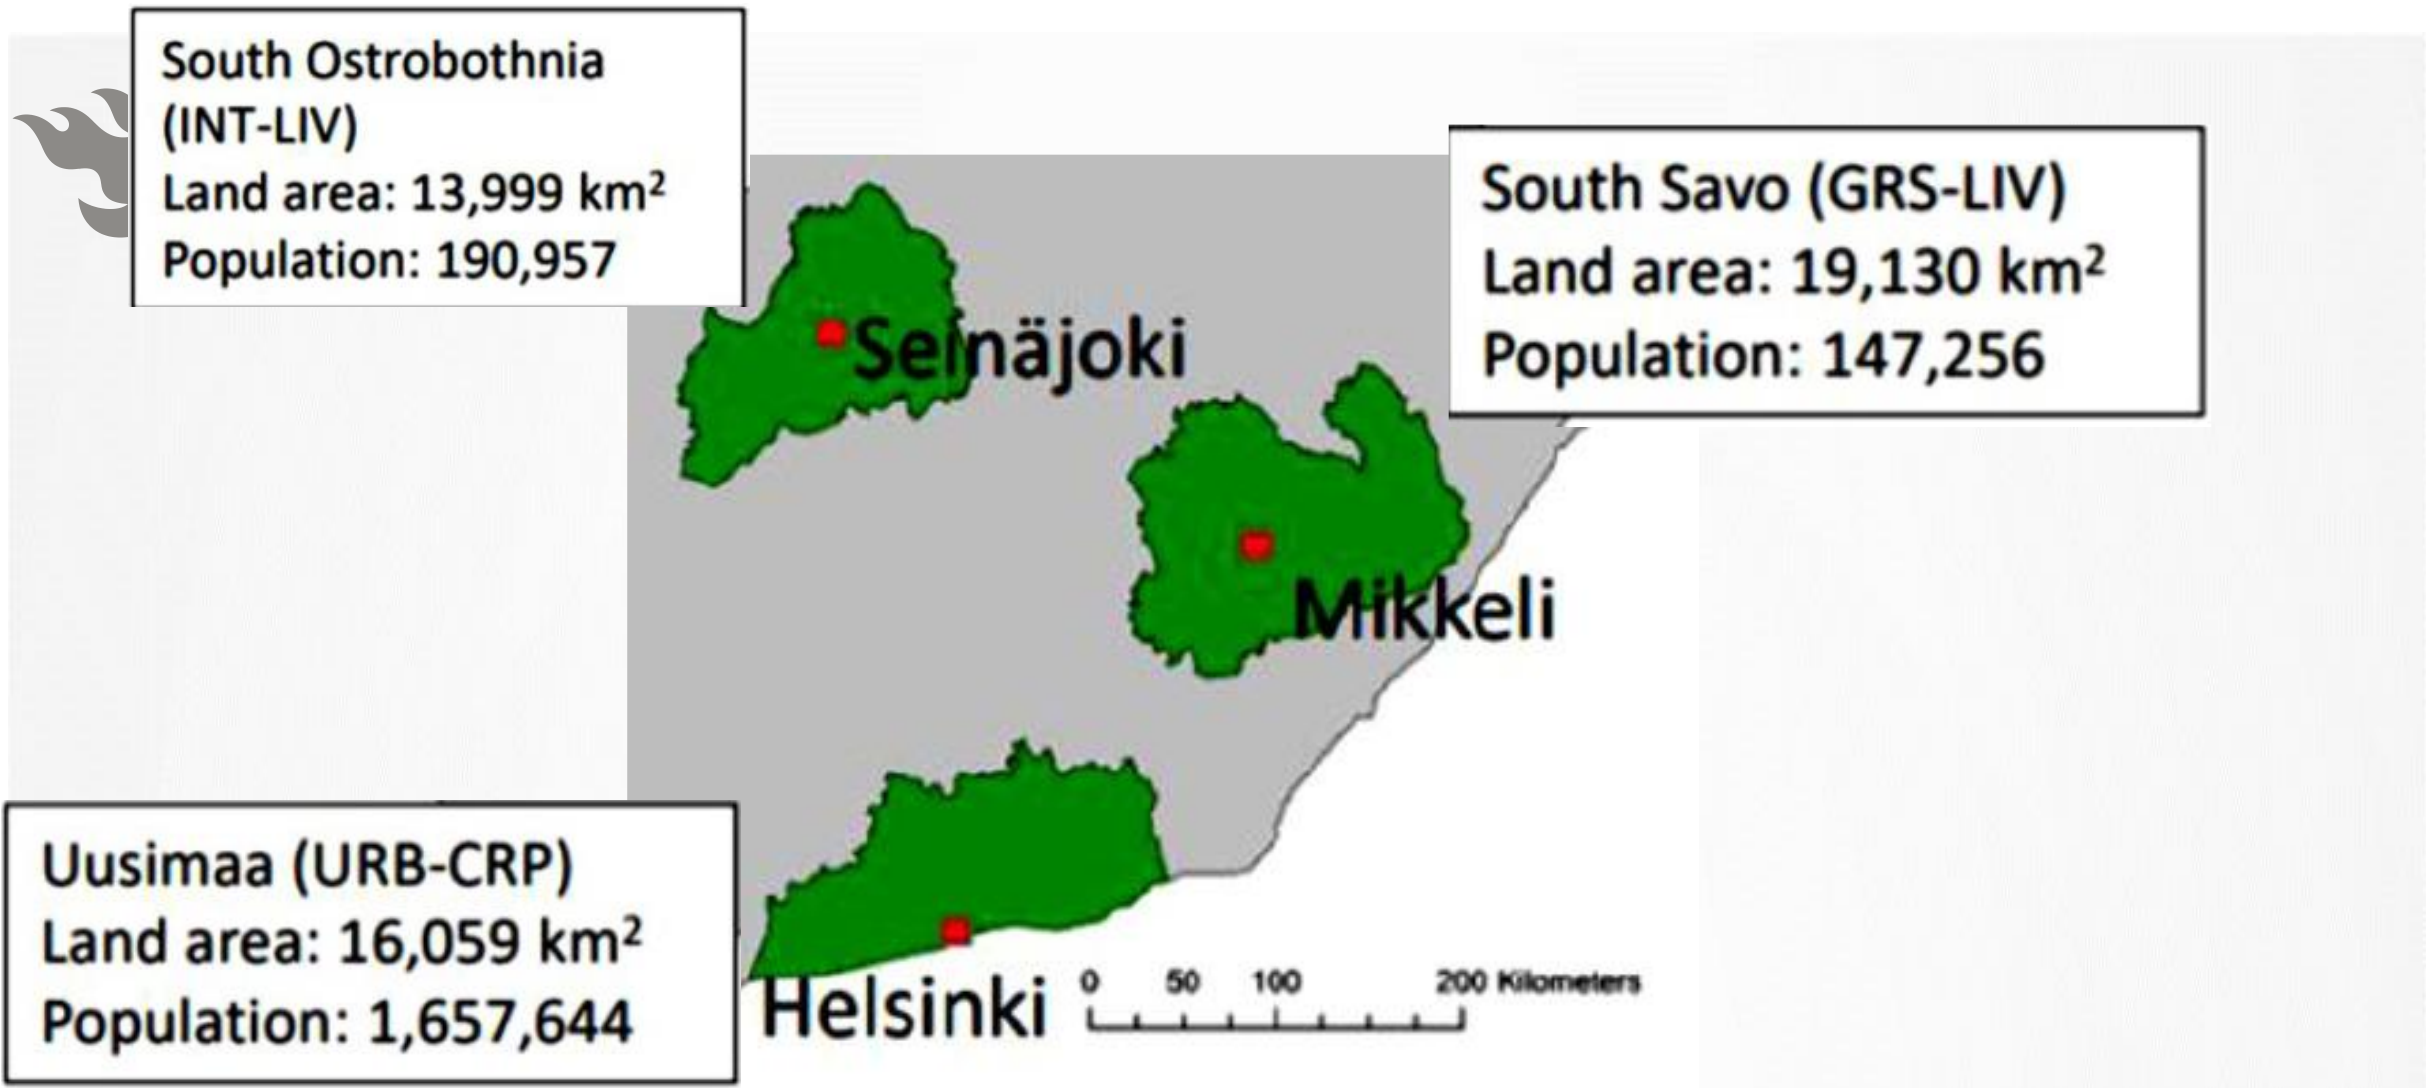 South Ostrobothnia
(INT-LIV)
Land area: 13,999 km²
Population: 190,957
South Savo (GRS-LIV)
Land area: 19,130 km²
Population: 147,256
Seinäjoki
Mikkeli
Uusimaa (URB-CRP)
Land area: 16,059 km²
Population: 1,657,644
Helsinki
0 50 100 200 Kilometers